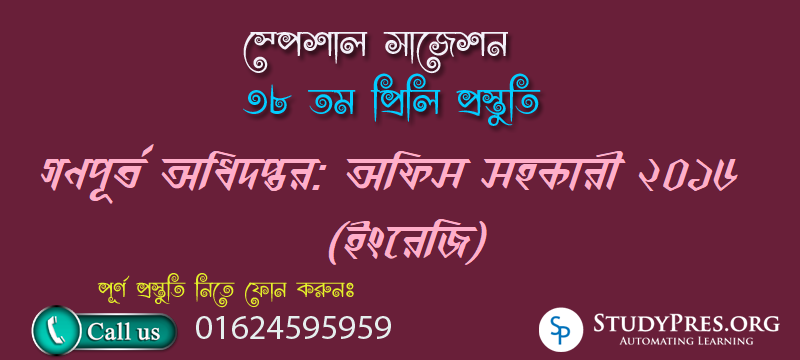 স্পেশাল সাজেশন
৩৮ তম প্রিলি প্রস্তুতি
গনপূর্ত অধিদপ্তর: অফিস সহকারী ২০১৬
(ইংরেজি)
পূর্ণ প্রস্তুতি নিতে ফোন করুনঃ
Call us 01624595959
SP STUDYPRES.ORG
AUTOMATING LEARNING